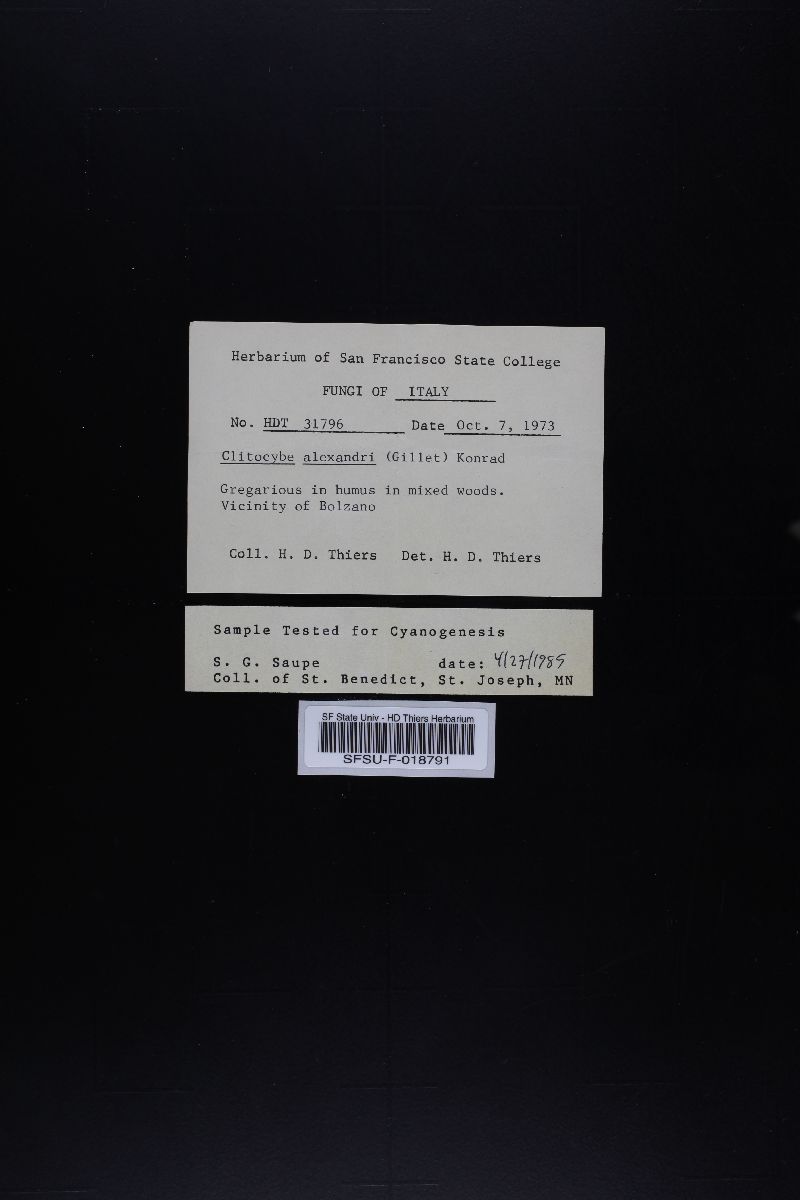 Herbarium of San Francisco State College
FUNGI OF ITALY
No. HDT 31796 Date Oct. 7, 1973
Clitocybe alexandri (Gillet) Konrad
Gregarious in humus in mixed woods.
Vicinity of Bolzano
Coll. H. D. Thiers Det. H. D. Thiers
Sample Tested for Cyanogenesis
S. G. Saupe date: 4/27/1985
Coll. of St. Benedict, St. Joseph, MN
SF State Univ - HD Thiers Herbarium
SFSU-F-018791